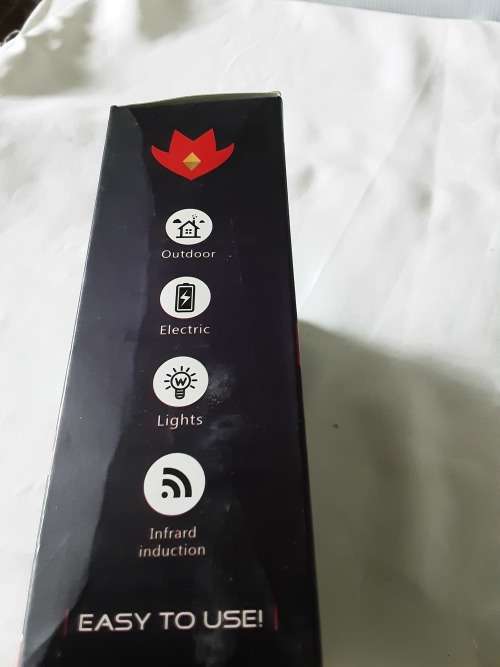 Outdoor
Electric
W
Lights
Infrard
induction
EASY TO USE!